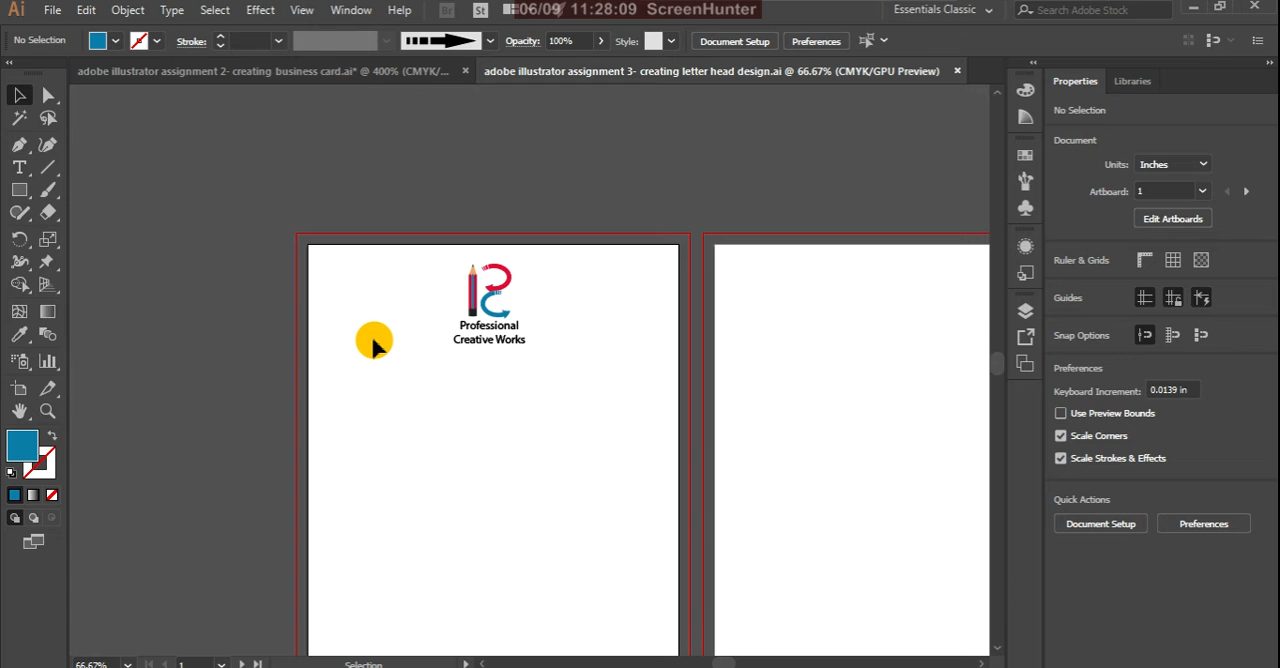 06/09 11:28:09 ScreenHunter
Ai File Edit Object Type Select Effect View Window Help Br St Essentials Classic Search Adobe Stock
No Selection Stroke: Opacity: 100% Style: Document Setup Preferences
adobe illustrator assignment 2- creating business card.ai* @ 400% (CMYK/... × adobe illustrator assignment 3- creating letter head design.ai @ 66.67% (CMYK/GPU Preview) ×
Professional
Creative Works
Properties Libraries
No Selection
Document
Units: Inches
Artboard: 1
Edit Artboards
Ruler & Grids
Guides
Snap Options
Preferences
Keyboard Increment: 0.0139 in
Use Preview Bounds
Scale Corners
Scale Strokes & Effects
Quick Actions
Document Setup Preferences
66.67% 1 Selection